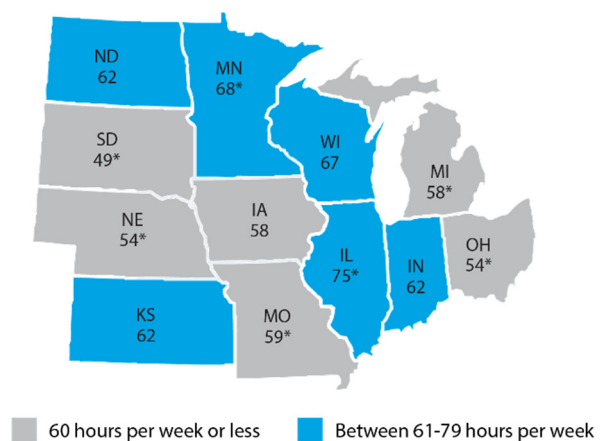 ND
62
MN
68*
SD
49*
WI
67
MI
58*
NE
54*
IA
58
IL
75*
IN
62
OH
54*
KS
62
MO
59*
60 hours per week or less
Between 61-79 hours per week